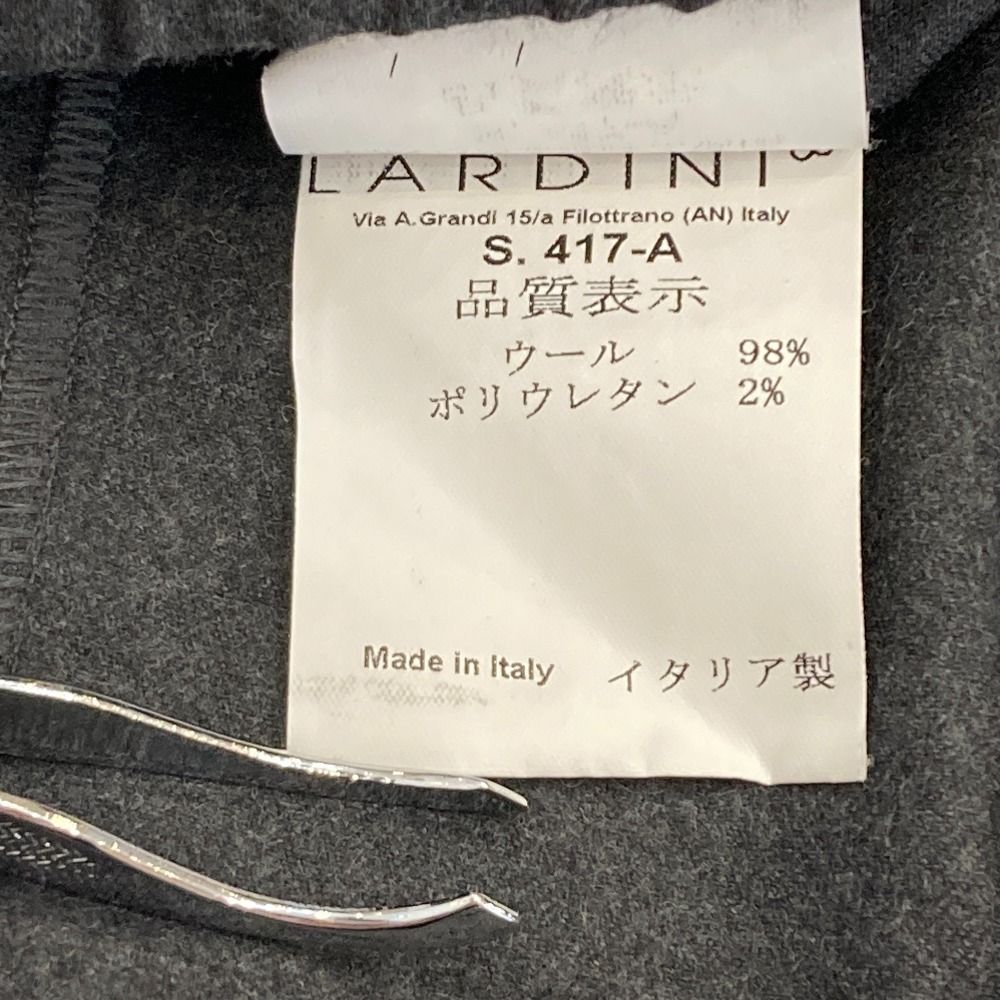 LARDINI
Via A.Grandi 15/a Filottrano (AN) Italy
S. 417-A
品質表示
ウール 98%
ポリウレタン 2%
Made in Italy イタリア製